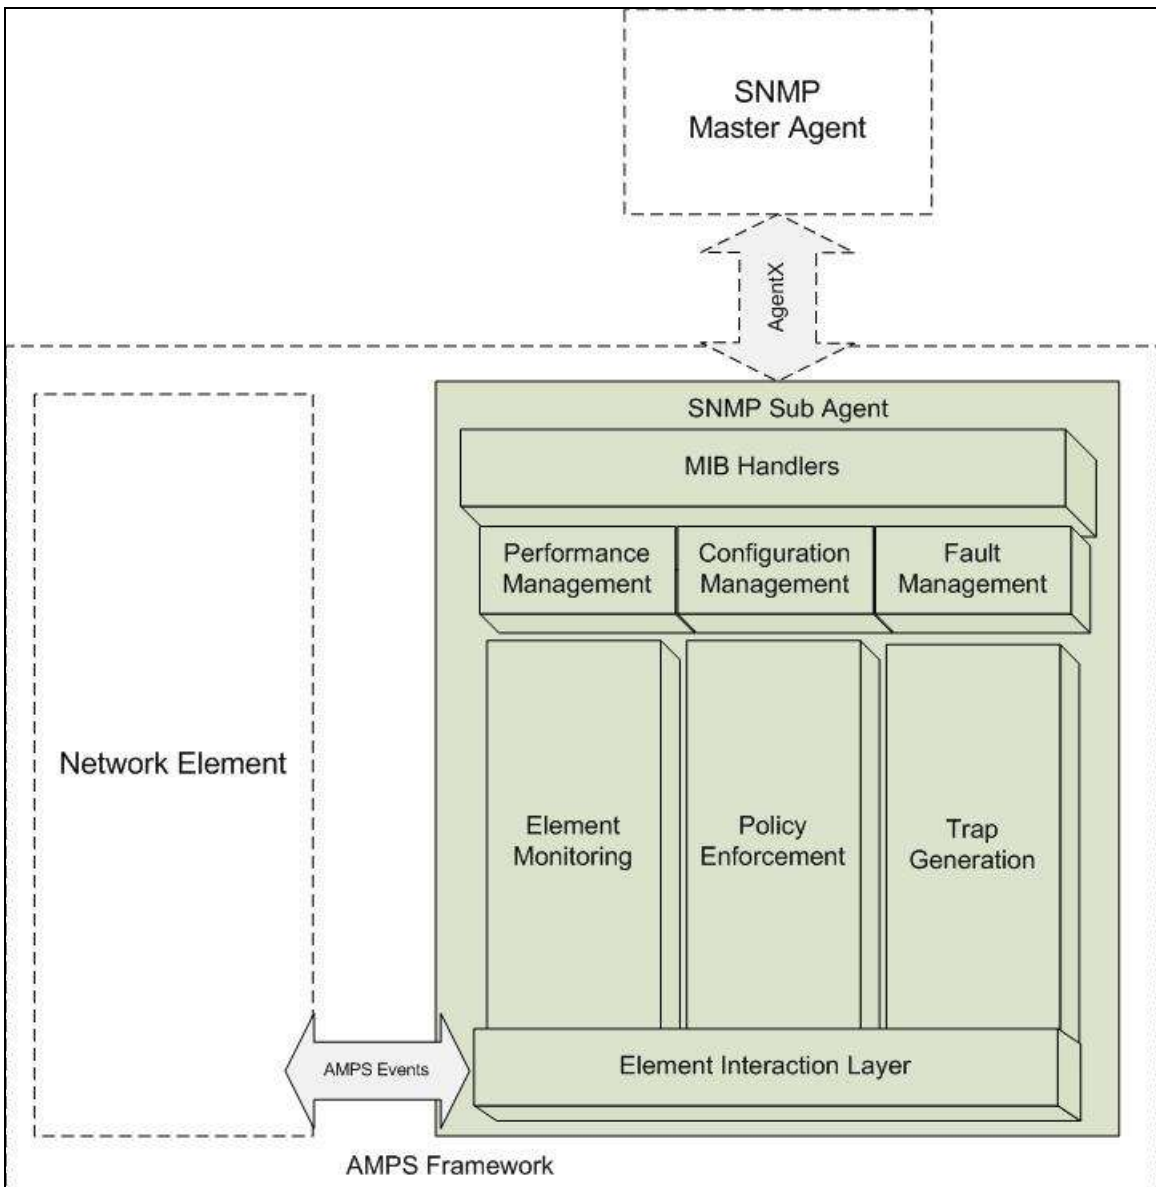 SNMP
Master Agent
AgentX
SNMP Sub Agent
MIB Handlers
Performance
Management
Configuration
Management
Fault
Management
Network Element
Element
Monitoring
Policy
Enforcement
Trap
Generation
AMPS Events
Element Interaction Layer
AMPS Framework